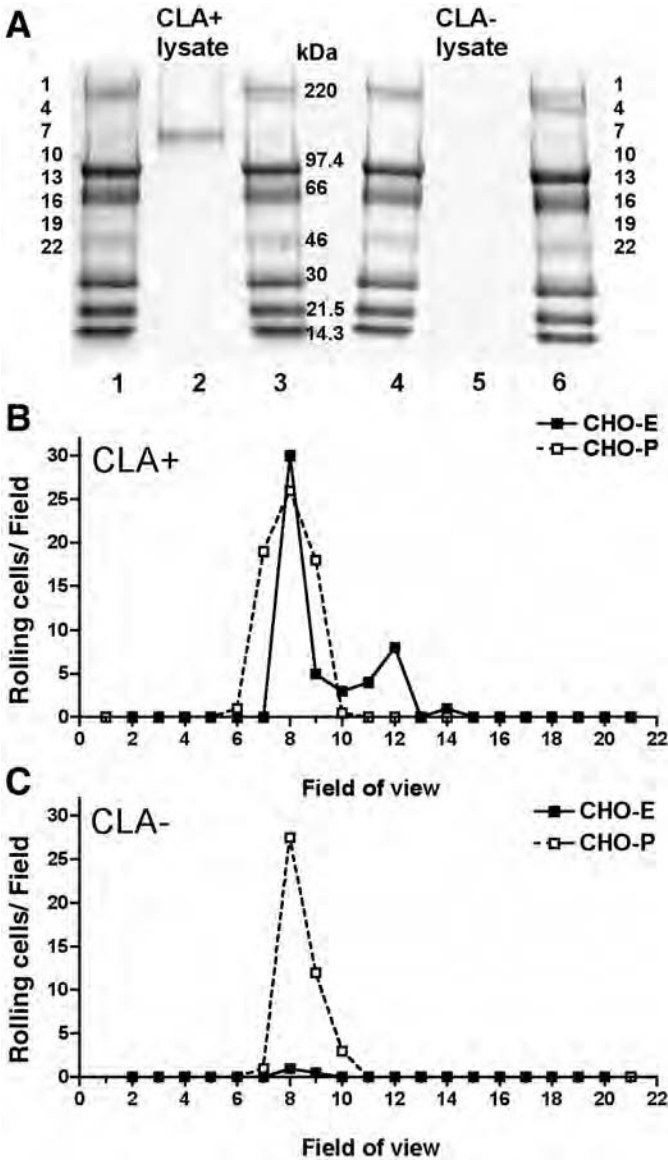 A
CLA+
lysate
kDa
CLA-
lysate
1
4
7
10
13
16
19
22
220
97.4
66
46
30
21.5
14.3
1
4
7
10
13
16
19
22
1 2 3 4 5 6
B
CLA+
CHO-E
CHO-P
Rolling cells/ Field
30
25
20
15
10
5
0
0 2 4 6 8 10 12 14 16 18 20 22
Field of view
C
CLA-
CHO-E
CHO-P
Rolling cells/ Field
30
25
20
15
10
5
0
0 2 4 6 8 10 12 14 16 18 20 22
Field of view